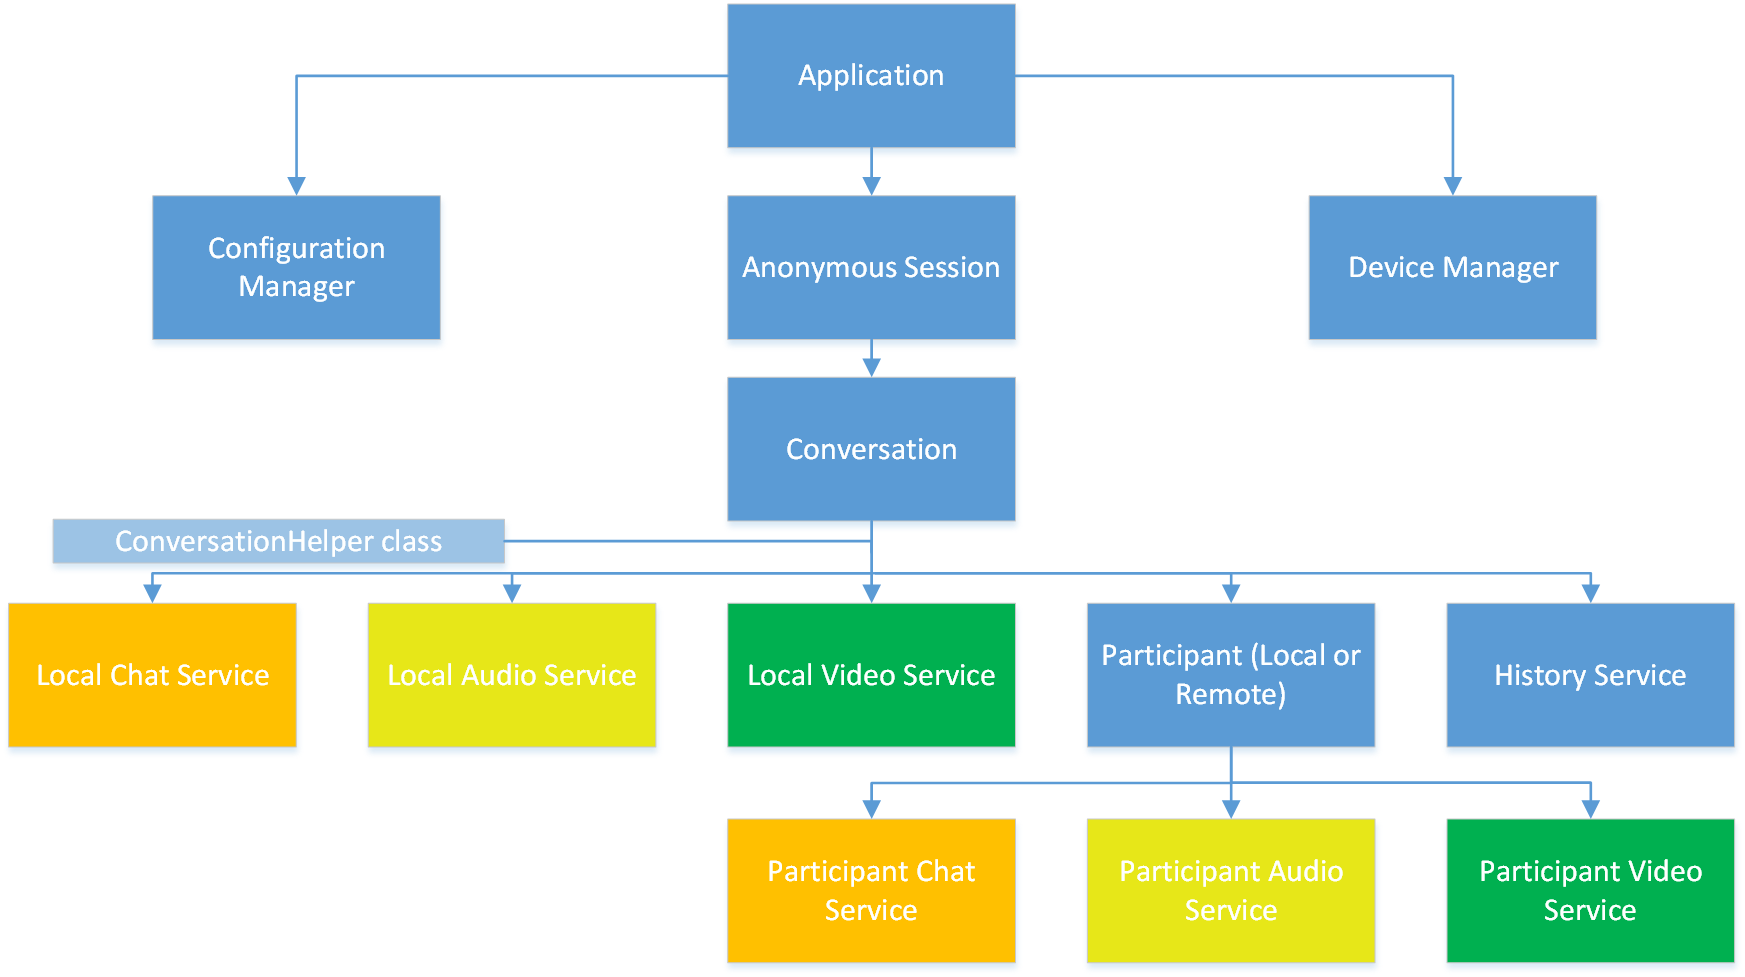 Application
Configuration
Manager
Anonymous Session
Device Manager
Conversation
ConversationHelper class
Local Chat Service
Local Audio Service
Local Video Service
Participant (Local or
Remote)
History Service
Participant Chat
Service
Participant Audio
Service
Participant Video
Service